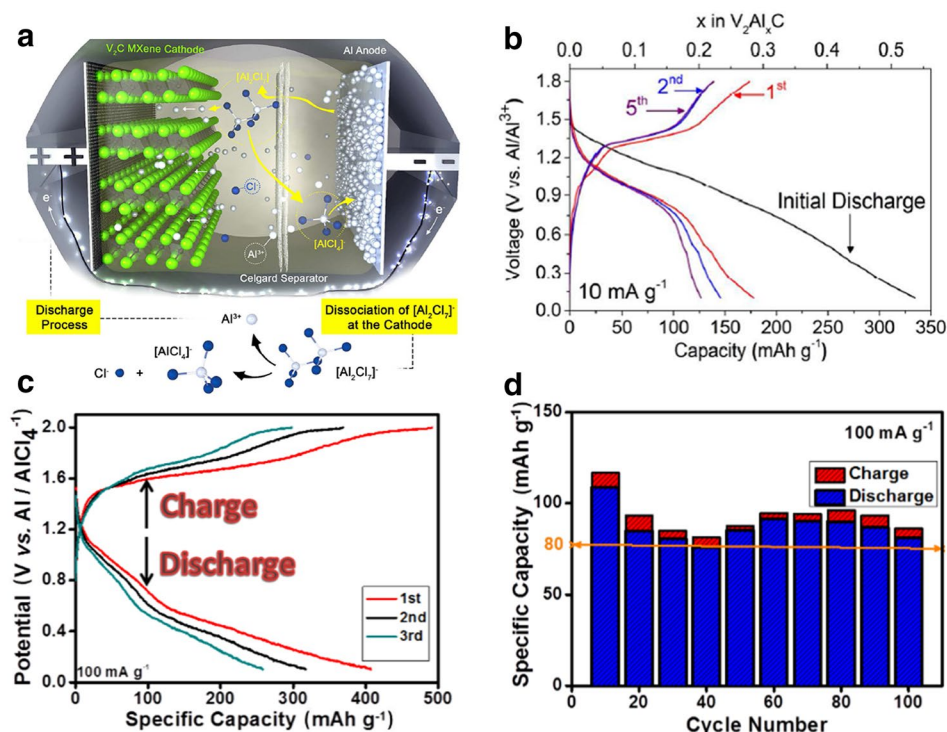 a
V₂C MXene Cathode
Al Anode
[Al₂Cl₇]⁻
Cl⁻
[AlCl₄]⁻
Al³⁺
e⁻
e⁻
Celgard Separator
Discharge
Process
Dissociation of [Al₂Cl₇]⁻
at the Cathode
Al³⁺
[AlCl₄]⁻
Cl⁻ +
[Al₂Cl₇]⁻
b
x in V₂AlₓC
0.0 0.1 0.2 0.3 0.4 0.5
Voltage (V vs. Al/Al³⁺)
1.8
1.5
1.2
0.9
0.6
0.3
0.0
2ⁿᵈ
1ˢᵗ
5ᵗʰ
Initial Discharge
10 mA g⁻¹
0 50 100 150 200 250 300 350
Capacity (mAh g⁻¹)
c
Potential (V vs. Al / AlCl₄⁻¹)
2.0
1.6
1.2
0.8
0.4
0.0
Charge
Discharge
1st
2nd
3rd
100 mA g⁻¹
0 100 200 300 400 500
Specific Capacity (mAh g⁻¹)
d
Specific Capacity (mAh g⁻¹)
150
100
50
0
80
100 mA g⁻¹
Charge
Discharge
0 20 40 60 80 100
Cycle Number